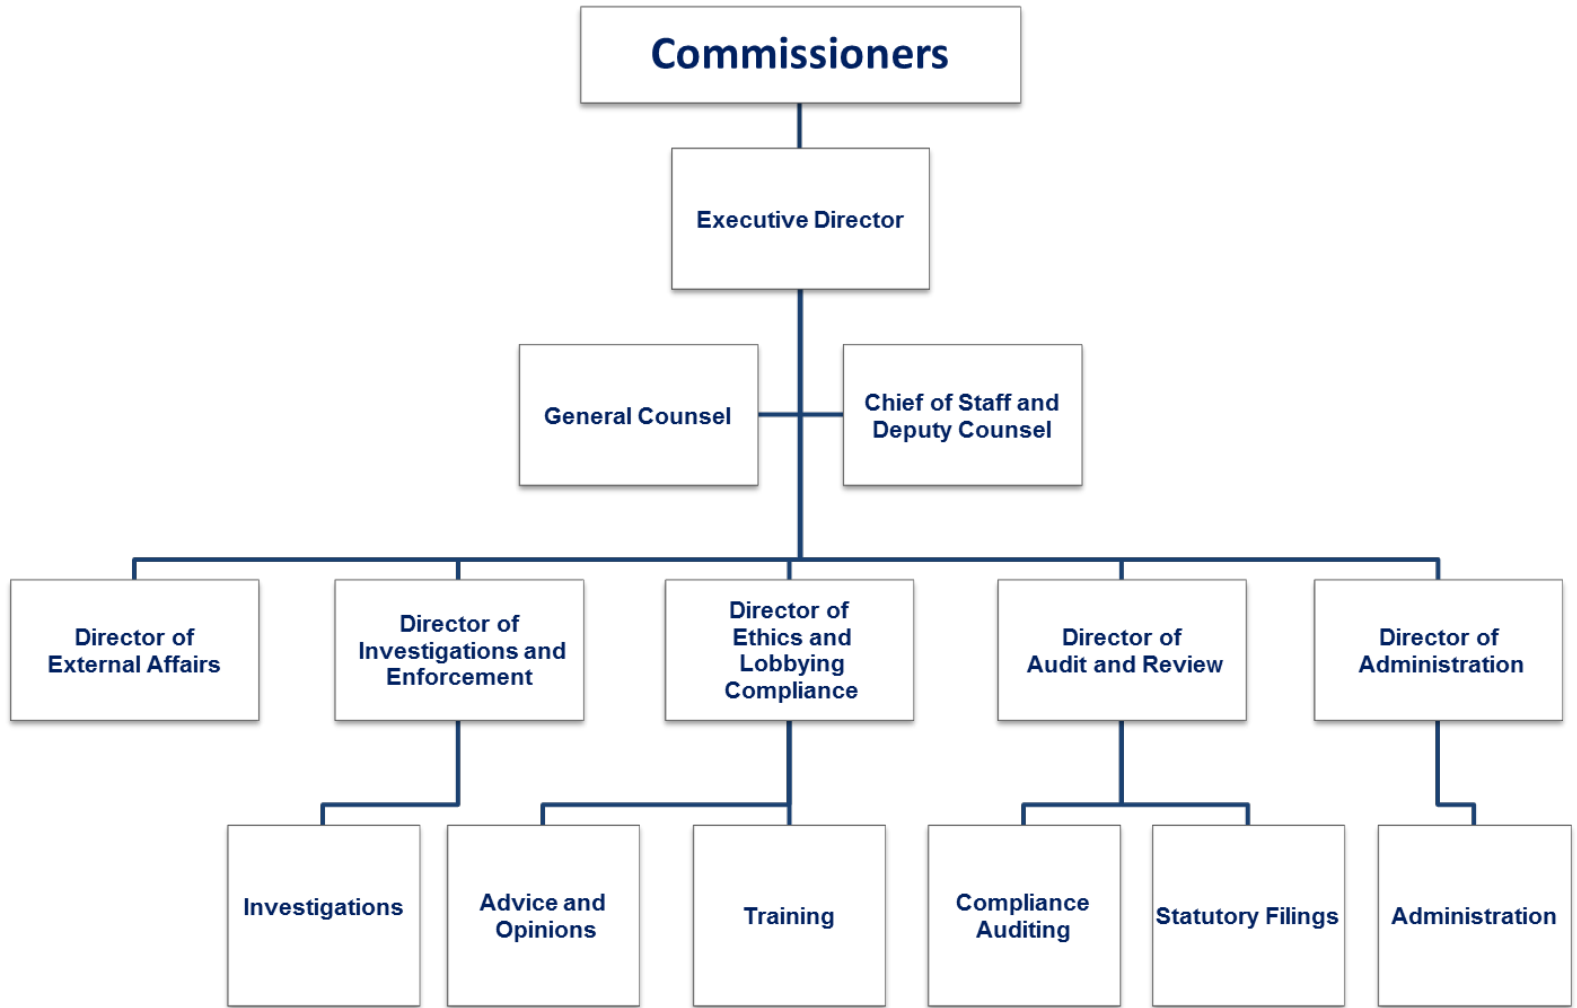 Commissioners
Executive Director
General Counsel
Chief of Staff and
Deputy Counsel
Director of
External Affairs
Director of
Investigations and
Enforcement
Director of
Ethics and
Lobbying
Compliance
Director of
Audit and Review
Director of
Administration
Investigations
Advice and
Opinions
Training
Compliance
Auditing
Statutory Filings
Administration